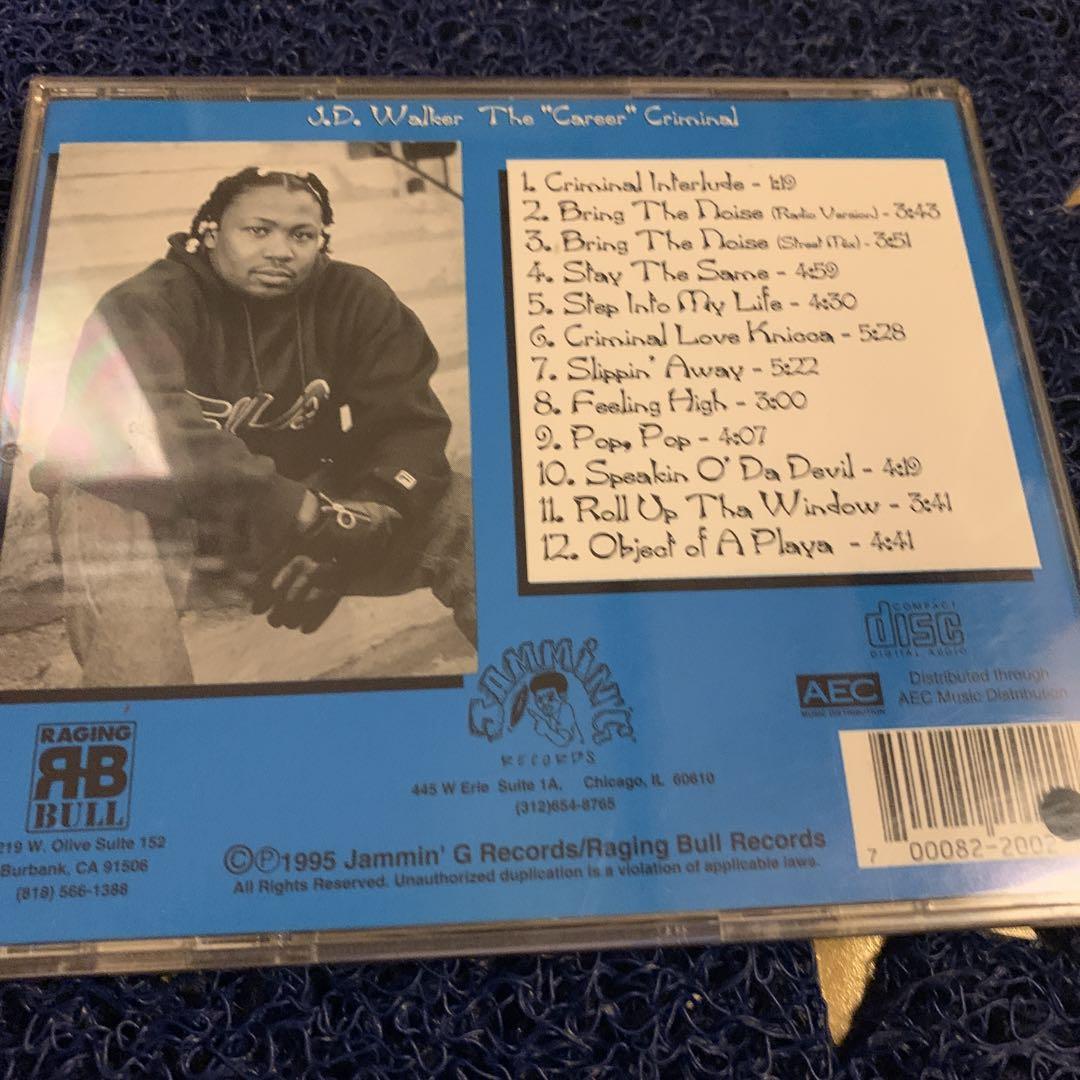 J.D. Walker The "Career" Criminal
1. Criminal Interlude - 1:19
2. Bring The Noise (Radio Version) - 3:43
3. Bring The Noise (Street Mix) - 3:51
4. Stay The Same - 4:59
5. Step Into My Life - 4:30
6. Criminal Love Knicca - 5:28
7. Slippin' Away - 5:22
8. Feeling High - 3:00
9. Pop, Pop - 4:07
10. Speakin O' Da Devil - 4:19
11. Roll Up Tha Window - 3:41
12. Object of A Playa - 4:41
COMPACT
disc
DIGITAL AUDIO
AEC
MUSIC DISTRIBUTION
Distributed through
AEC Music Distribution
JAMMIN'G
RECORDS
445 W Erie Suite 1A, Chicago, IL 60610
(312)654-8765
RAGING
RB
BULL
219 W. Olive Suite 152
Burbank, CA 91506
(818) 566-1388
©℗1995 Jammin' G Records/Raging Bull Records
All Rights Reserved. Unauthorized duplication is a violation of applicable laws.
7 00082-2002